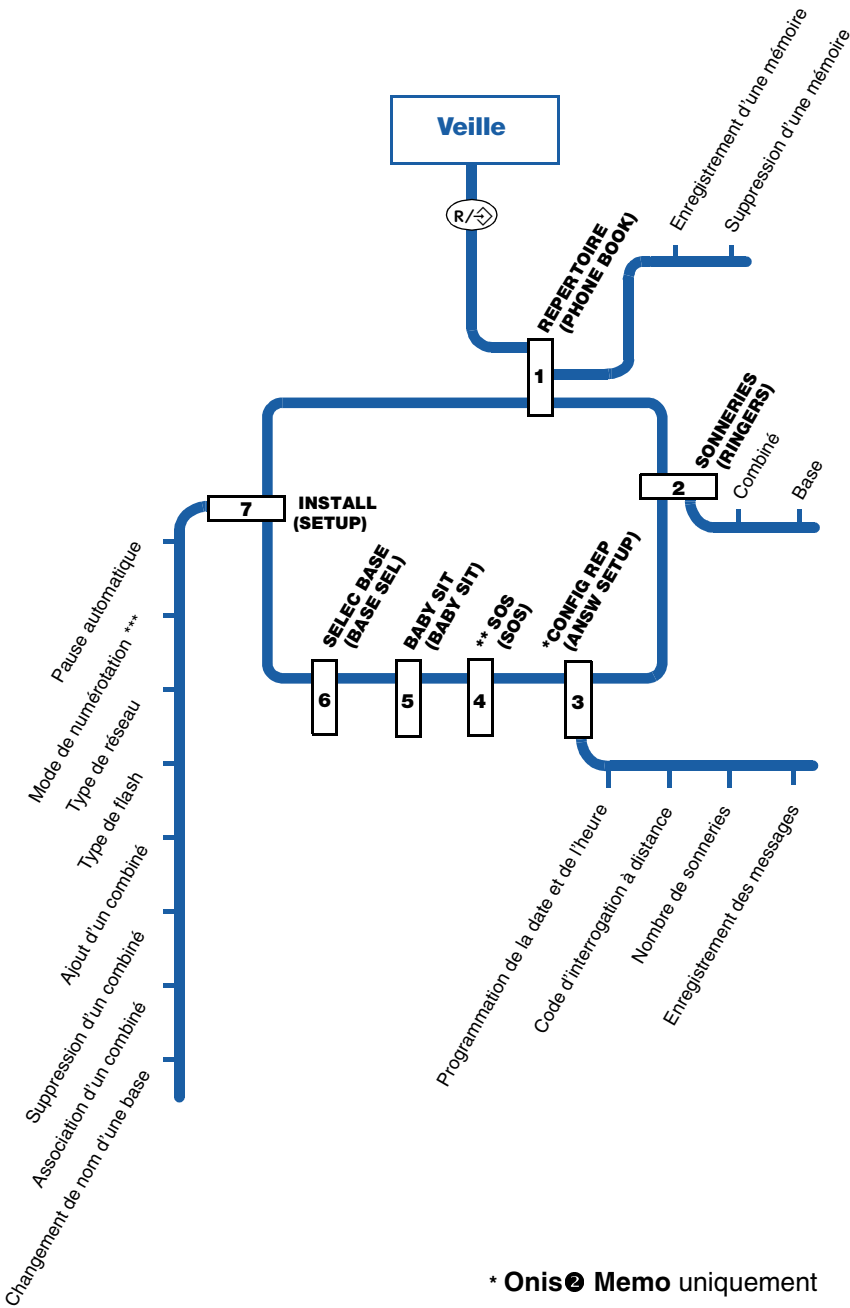 Veille
R/
Enregistrement d'une mémoire
Suppression d'une mémoire
REPERTOIRE
(PHONE BOOK)
1
SONNERIES
(RINGERS)
2
Combiné
Base
7
INSTALL
(SETUP)
SELEC BASE
(BASE SEL)
6
BABY SIT
(BABY SIT)
5
** SOS
(SOS)
4
*CONFIG REP
(ANSW SETUP)
3
Pause automatique
Mode de numérotation ***
Type de réseau
Type de flash
Ajout d'un combiné
Suppression d'un combiné
Association d'un combiné
Changement de nom d'une base
Programmation de la date et de l'heure
Code d'interrogation à distance
Nombre de sonneries
Enregistrement des messages
* Onis❷ Memo uniquement